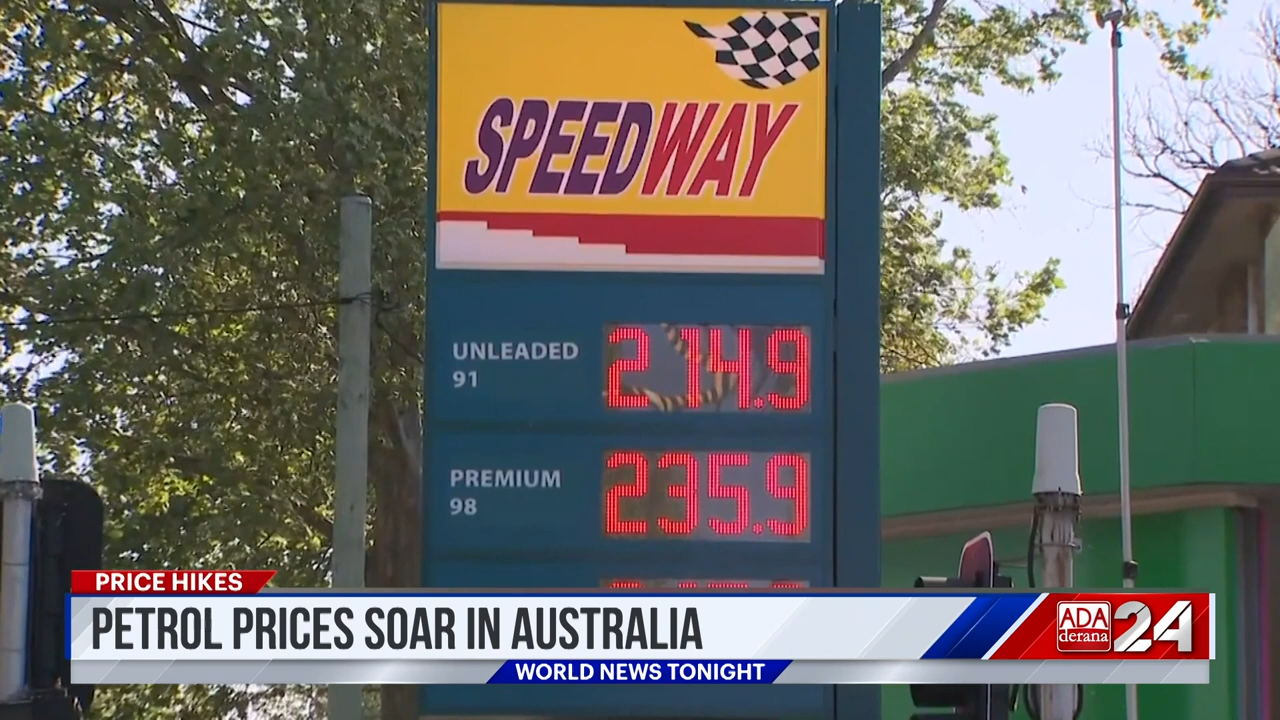 SPEEDWAY
UNLEADED
91
214.9
PREMIUM
98
235.9
PRICE HIKES
PETROL PRICES SOAR IN AUSTRALIA
ADA
derana
24
WORLD NEWS TONIGHT